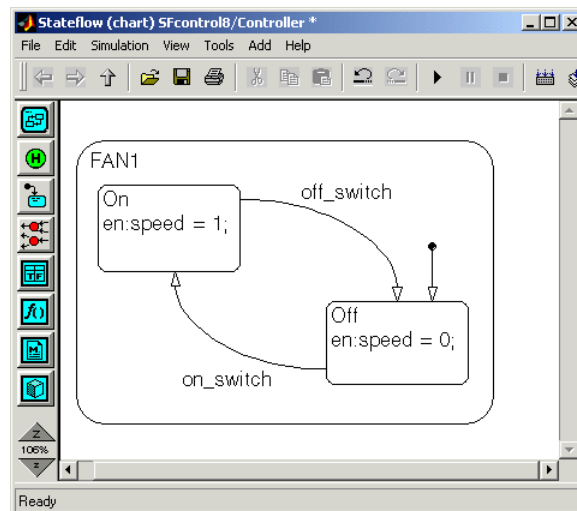 Stateflow (chart) SFcontrol8/Controller *
File Edit Simulation View Tools Add Help
FAN1
On
en:speed = 1;
off_switch
Off
en:speed = 0;
on_switch
H
TF
f()
M
Z
106%
z
Ready